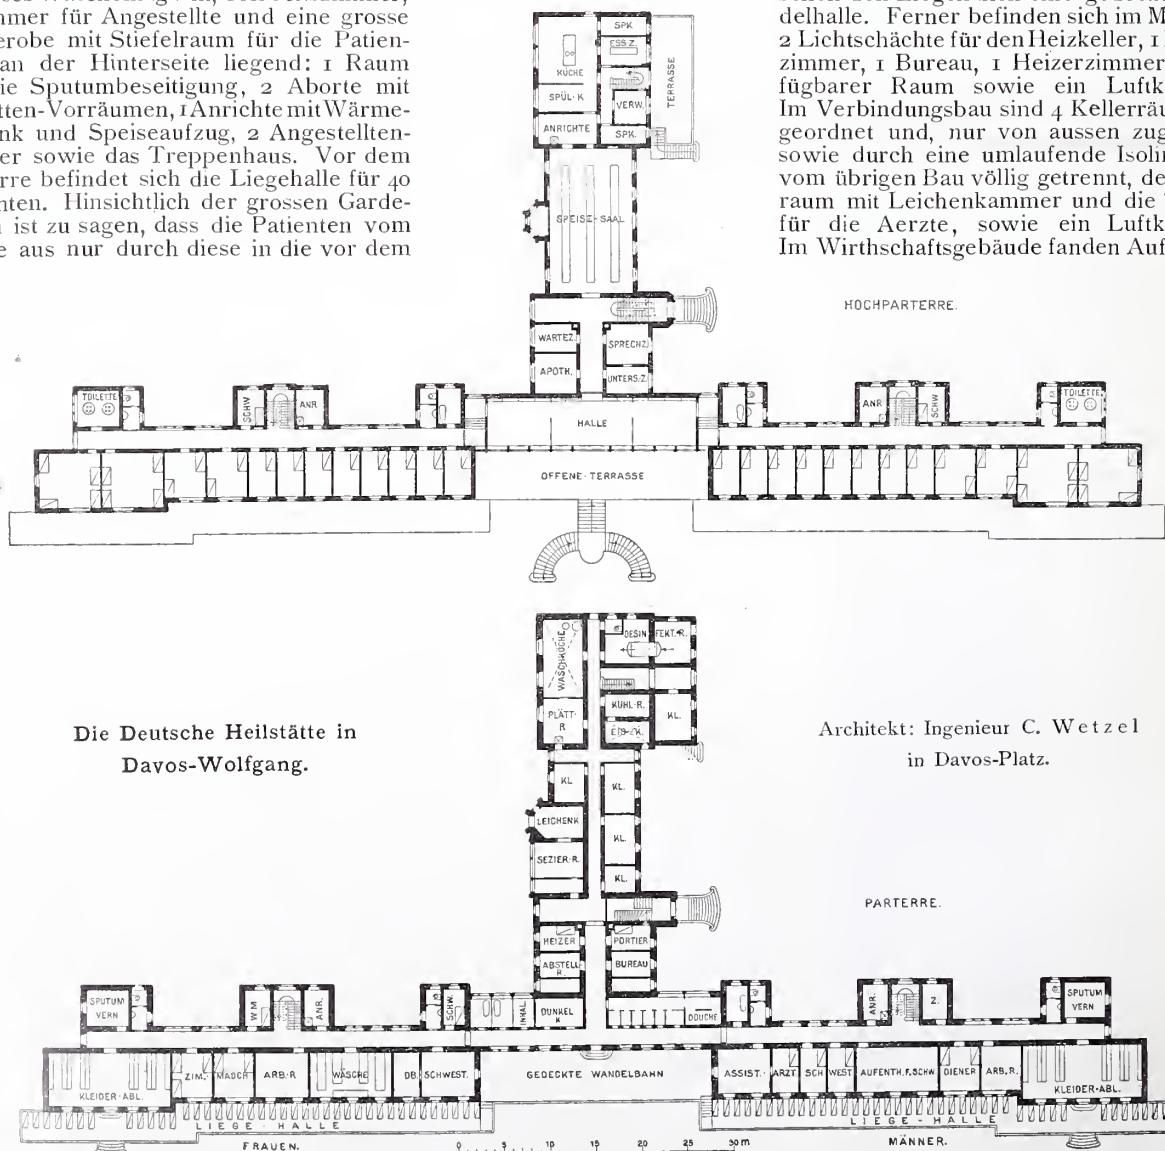 mmer für Angestellte und eine grosse
erobe mit Stiefelraum für die Patien-
an der Hinterseite liegend: 1 Raum
ie Sputumbeseitigung, 2 Aborte mit
tten-Vorräumen, 1 Anrichte mit Wärme-
nk und Speiseaufzug, 2 Angestellten-
er sowie das Treppenhaus. Vor dem
rre befindet sich die Liegehalle für 40
nten. Hinsichtlich der grossen Garde-
ist zu sagen, dass die Patienten vom
e aus nur durch diese in die vor dem
delhalle. Ferner befinden sich im M
2 Lichtschächte für den Heizkeller, 1
zimmer, 1 Bureau, 1 Heizerzimmer
fügbarer Raum sowie ein Luftk
Im Verbindungsbau sind 4 Kellerräu
geordnet und, nur von aussen zug
sowie durch eine umlaufende Isolir
vom übrigen Bau völlig getrennt, de
raum mit Leichenkammer und die
für die Aerzte, sowie ein Luftk
Im Wirthschaftsgebäude fanden Auf
SPK.
ESS Z.
KÜCHE
SPÜL·K
VERW.
ANRICHTE
SPK.
TERRASSE
SPEISE-SAAL
HOCHPARTERRE.
WARTEZ.
SPRECHZ.
APOTH.
UNTERS.Z.
TOILETTE
SCHW
ANR
HALLE
ANR
SCHW
TOILETTE.
OFFENE·TERRASSE
DESIN FEKT.·R.
WASCHKÜCHE
PLÄTT·
R
KÜHL·R.
KL.
Die Deutsche Heilstätte in
Davos-Wolfgang.
Architekt: Ingenieur C. Wetzel
in Davos-Platz.
KL
KL.
LEICHENK
KL.
SEZIER·R.
KL.
PARTERRE.
HEIZER
PORTIER
ABSTELL·
R.
BUREAU
SPUTUM
VERN
W M
ANR.
SCHW.
INHAL
DUNKEL
K
DOUCHE
ANR.
Z.
SPUTUM
VERN
KLEIDER·ABL.
ZIM.·
MÄDCH
ARB·R
WÄSCHE
OB.
SCHWEST.
GEDECKTE WANDELBAHN
ASSIST.·
ARZT.
SCH
WEST
AUFENTH.F.SCHW
DIENER
ARB.R.
KLEIDER·ABL.
LIEGE·HALLE
LIEGE-HALLE
FRAUEN.
0 5 10 15 20 25 30 m
MÄNNER.